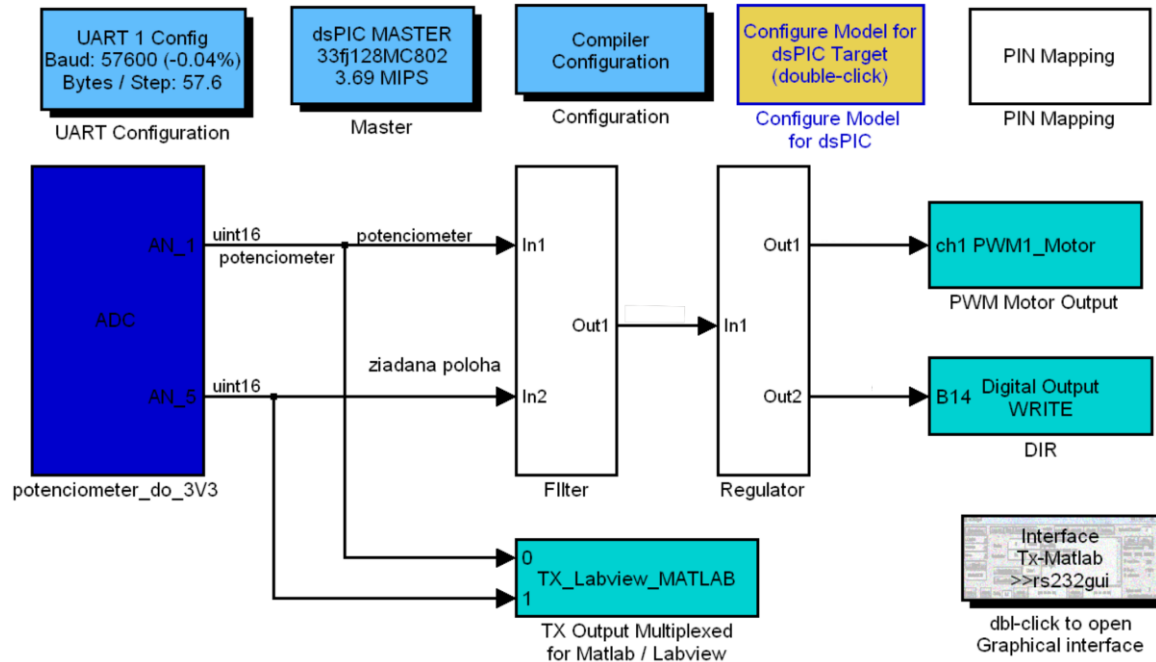 UART 1 Config
Baud: 57600 (-0.04%)
Bytes / Step: 57.6
UART Configuration
dsPIC MASTER
33fj128MC802
3.69 MIPS
Master
Compiler
Configuration
Configuration
Configure Model for
dsPIC Target
(double-click)
Configure Model
for dsPIC
PIN Mapping
PIN Mapping
ADC
AN_1
AN_5
potenciometer_do_3V3
uint16
potenciometer
potenciometer
uint16
ziadana poloha
In1
In2
Out1
FIlter
In1
Out1
Out2
Regulator
ch1 PWM1_Motor
PWM Motor Output
B14
Digital Output
WRITE
DIR
0
1
TX_Labview_MATLAB
TX Output Multiplexed
for Matlab / Labview
Interface
Tx-Matlab
>>rs232gui
dbl-click to open
Graphical interface